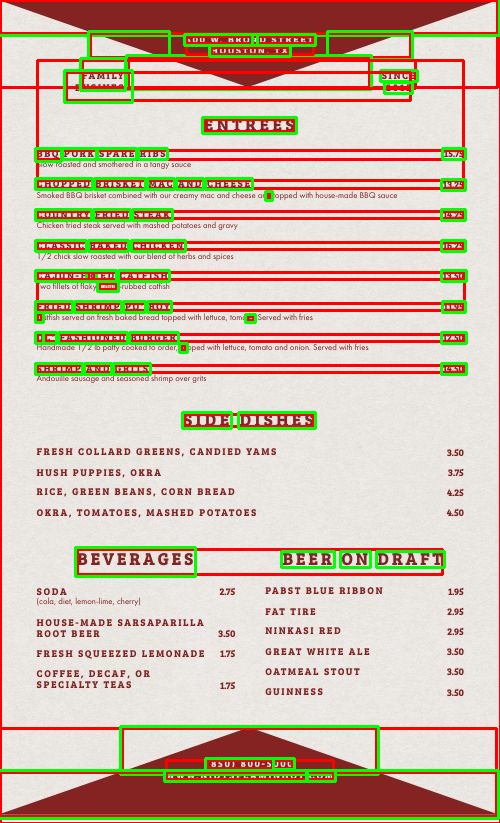 500 W. BROAD STREET
HOUSTON, TX
FAMILY
SINCE
ENTREES
BBQ PORK SPARE RIBS 15.75
Slow roasted and smothered in a tangy sauce
CHOPPED BRISKET MAC AND CHEESE 13.25
Smoked BBQ brisket combined with our creamy mac and cheese and topped with house-made BBQ sauce
COUNTRY FRIED STEAK 14.75
Chicken fried steak served with mashed potatoes and gravy
CLASSIC BAKED CHICKEN 16.25
1/2 chick slow roasted with our blend of herbs and spices
CAJUN-FRIED CATFISH 13.50
Two fillets of flaky rubbed catfish
FRIED SHRIMP PO' BOY 11.95
Catfish served on fresh baked bread topped with lettuce, tomato. Served with fries
OLD FASHIONED BURGER 12.50
Handmade 1/2 lb patty cooked to order, topped with lettuce, tomato and onion. Served with fries
SHRIMP AND GRITS 14.50
Andouille sausage and seasoned shrimp over grits
SIDE DISHES
FRESH COLLARD GREENS, CANDIED YAMS 3.50
HUSH PUPPIES, OKRA 3.75
RICE, GREEN BEANS, CORN BREAD 4.25
OKRA, TOMATOES, MASHED POTATOES 4.50
BEVERAGES
SODA 2.75
(cola, diet, lemon-lime, cherry)
HOUSE-MADE SARSAPARILLA
ROOT BEER 3.50
FRESH SQUEEZED LEMONADE 1.75
COFFEE, DECAF, OR
SPECIALTY TEAS 1.75
BEER ON DRAFT
PABST BLUE RIBBON 1.95
FAT TIRE 2.95
NINKASI RED 2.95
GREAT WHITE ALE 3.50
OATMEAL STOUT 3.50
GUINNESS 3.50